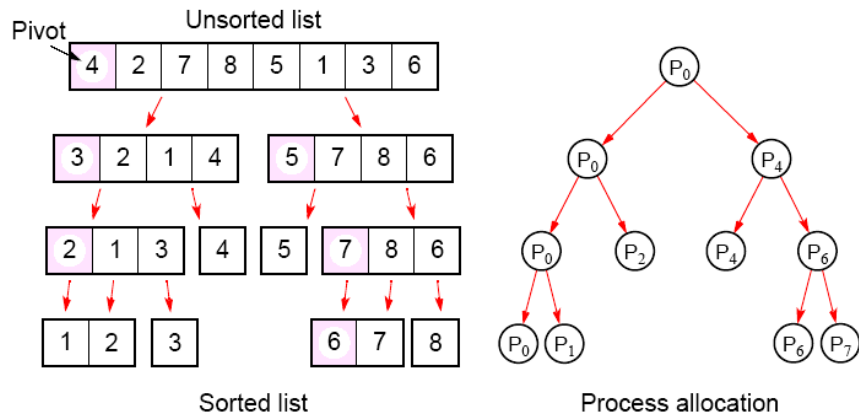 Unsorted list
Pivot
4 2 7 8 5 1 3 6
3 2 1 4
5 7 8 6
2 1 3
4
5
7 8 6
1 2
3
6 7
8
Sorted list
P0
P0 P4
P0 P2 P4 P6
P0 P1 P6 P7
Process allocation